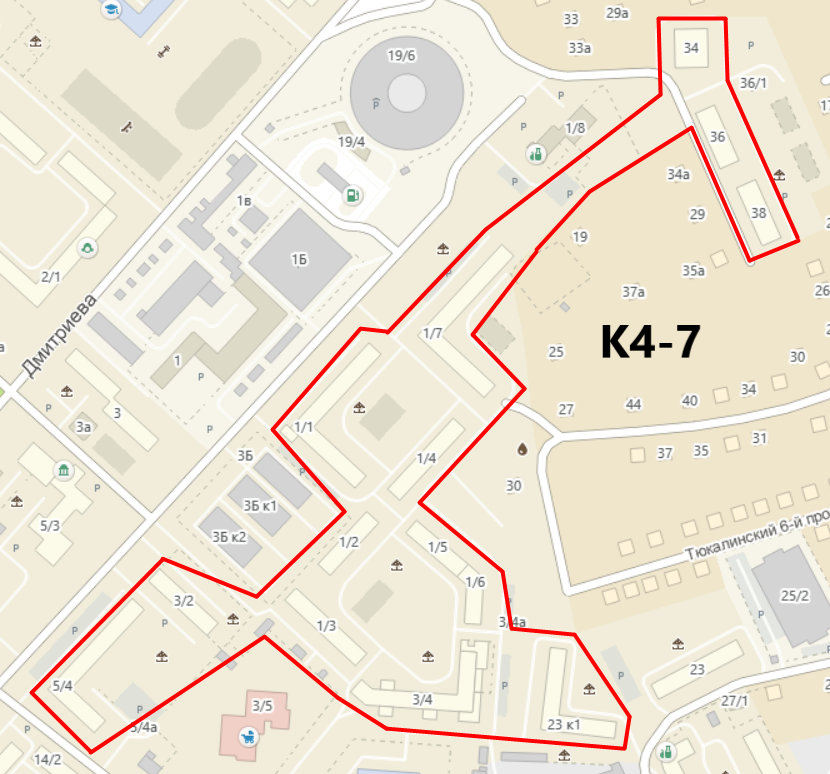 33
29а
34
Р
33а
19/6
36/1
Р
Р
1/8
Р
36
19/4
34а
Р
Р
Р
38
1в
29
19
1Б
35а
2/1
37а
26
Дмитриева
1/7
К4-7
25
30
1
Р
34
40
44
27
Р
3
3а
1/1
Р
31
3Б
1/4
37
35
Р
Р
30
3Б к1
5/3
3Б к2
1/2
1/5
Тюкалинский 6-й про
Р
1/6
25/2
3/2
Р
Р
3/4а
1/3
Р
23
5/4
Р
Р
3/4
27/1
3/5
Р
5/4а
23 к1
Р
14/2